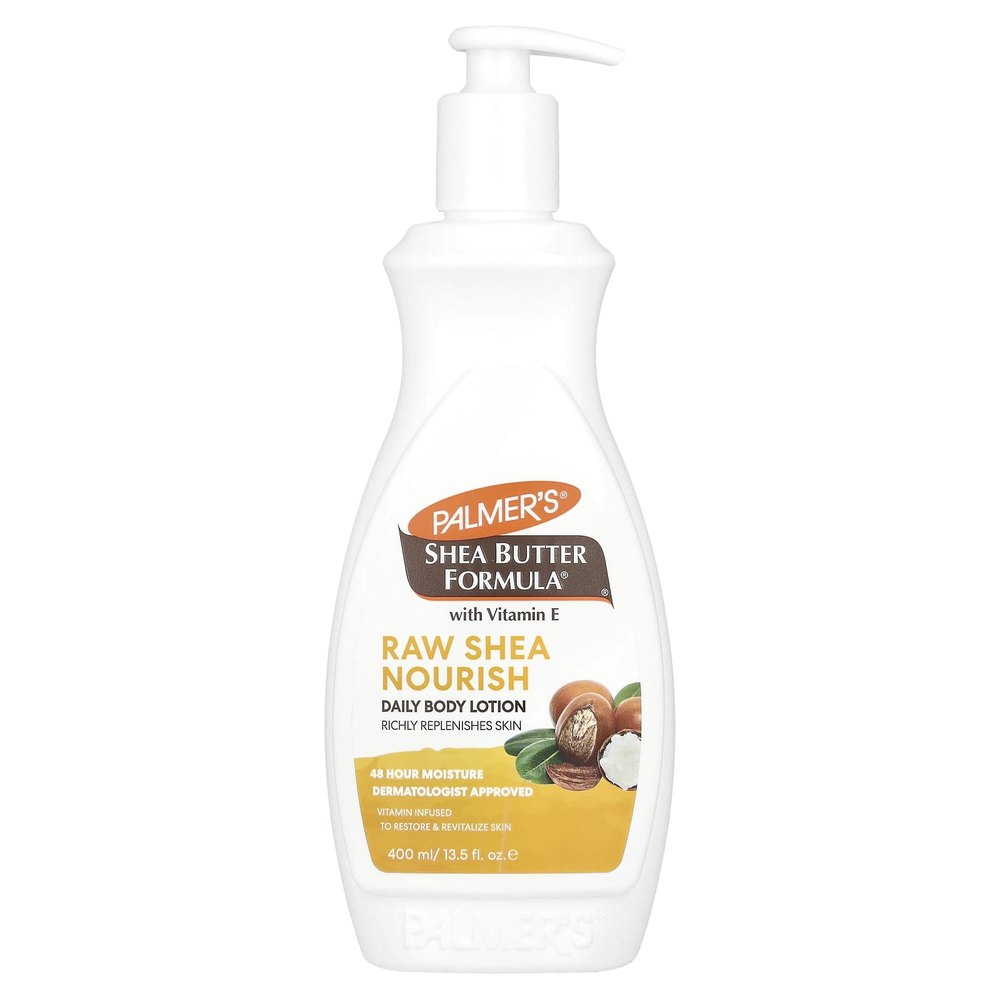 PALMER'S®
SHEA BUTTER
FORMULA®
®
with Vitamin E
RAW SHEA
NOURISH
DAILY BODY LOTION
RICHLY REPLENISHES SKIN
48 HOUR MOISTURE
DERMATOLOGIST APPROVED
VITAMIN INFUSED
TO RESTORE & REVITALIZE SKIN
400 ml/ 13.5 fl. oz. ℮
PALMER'S®